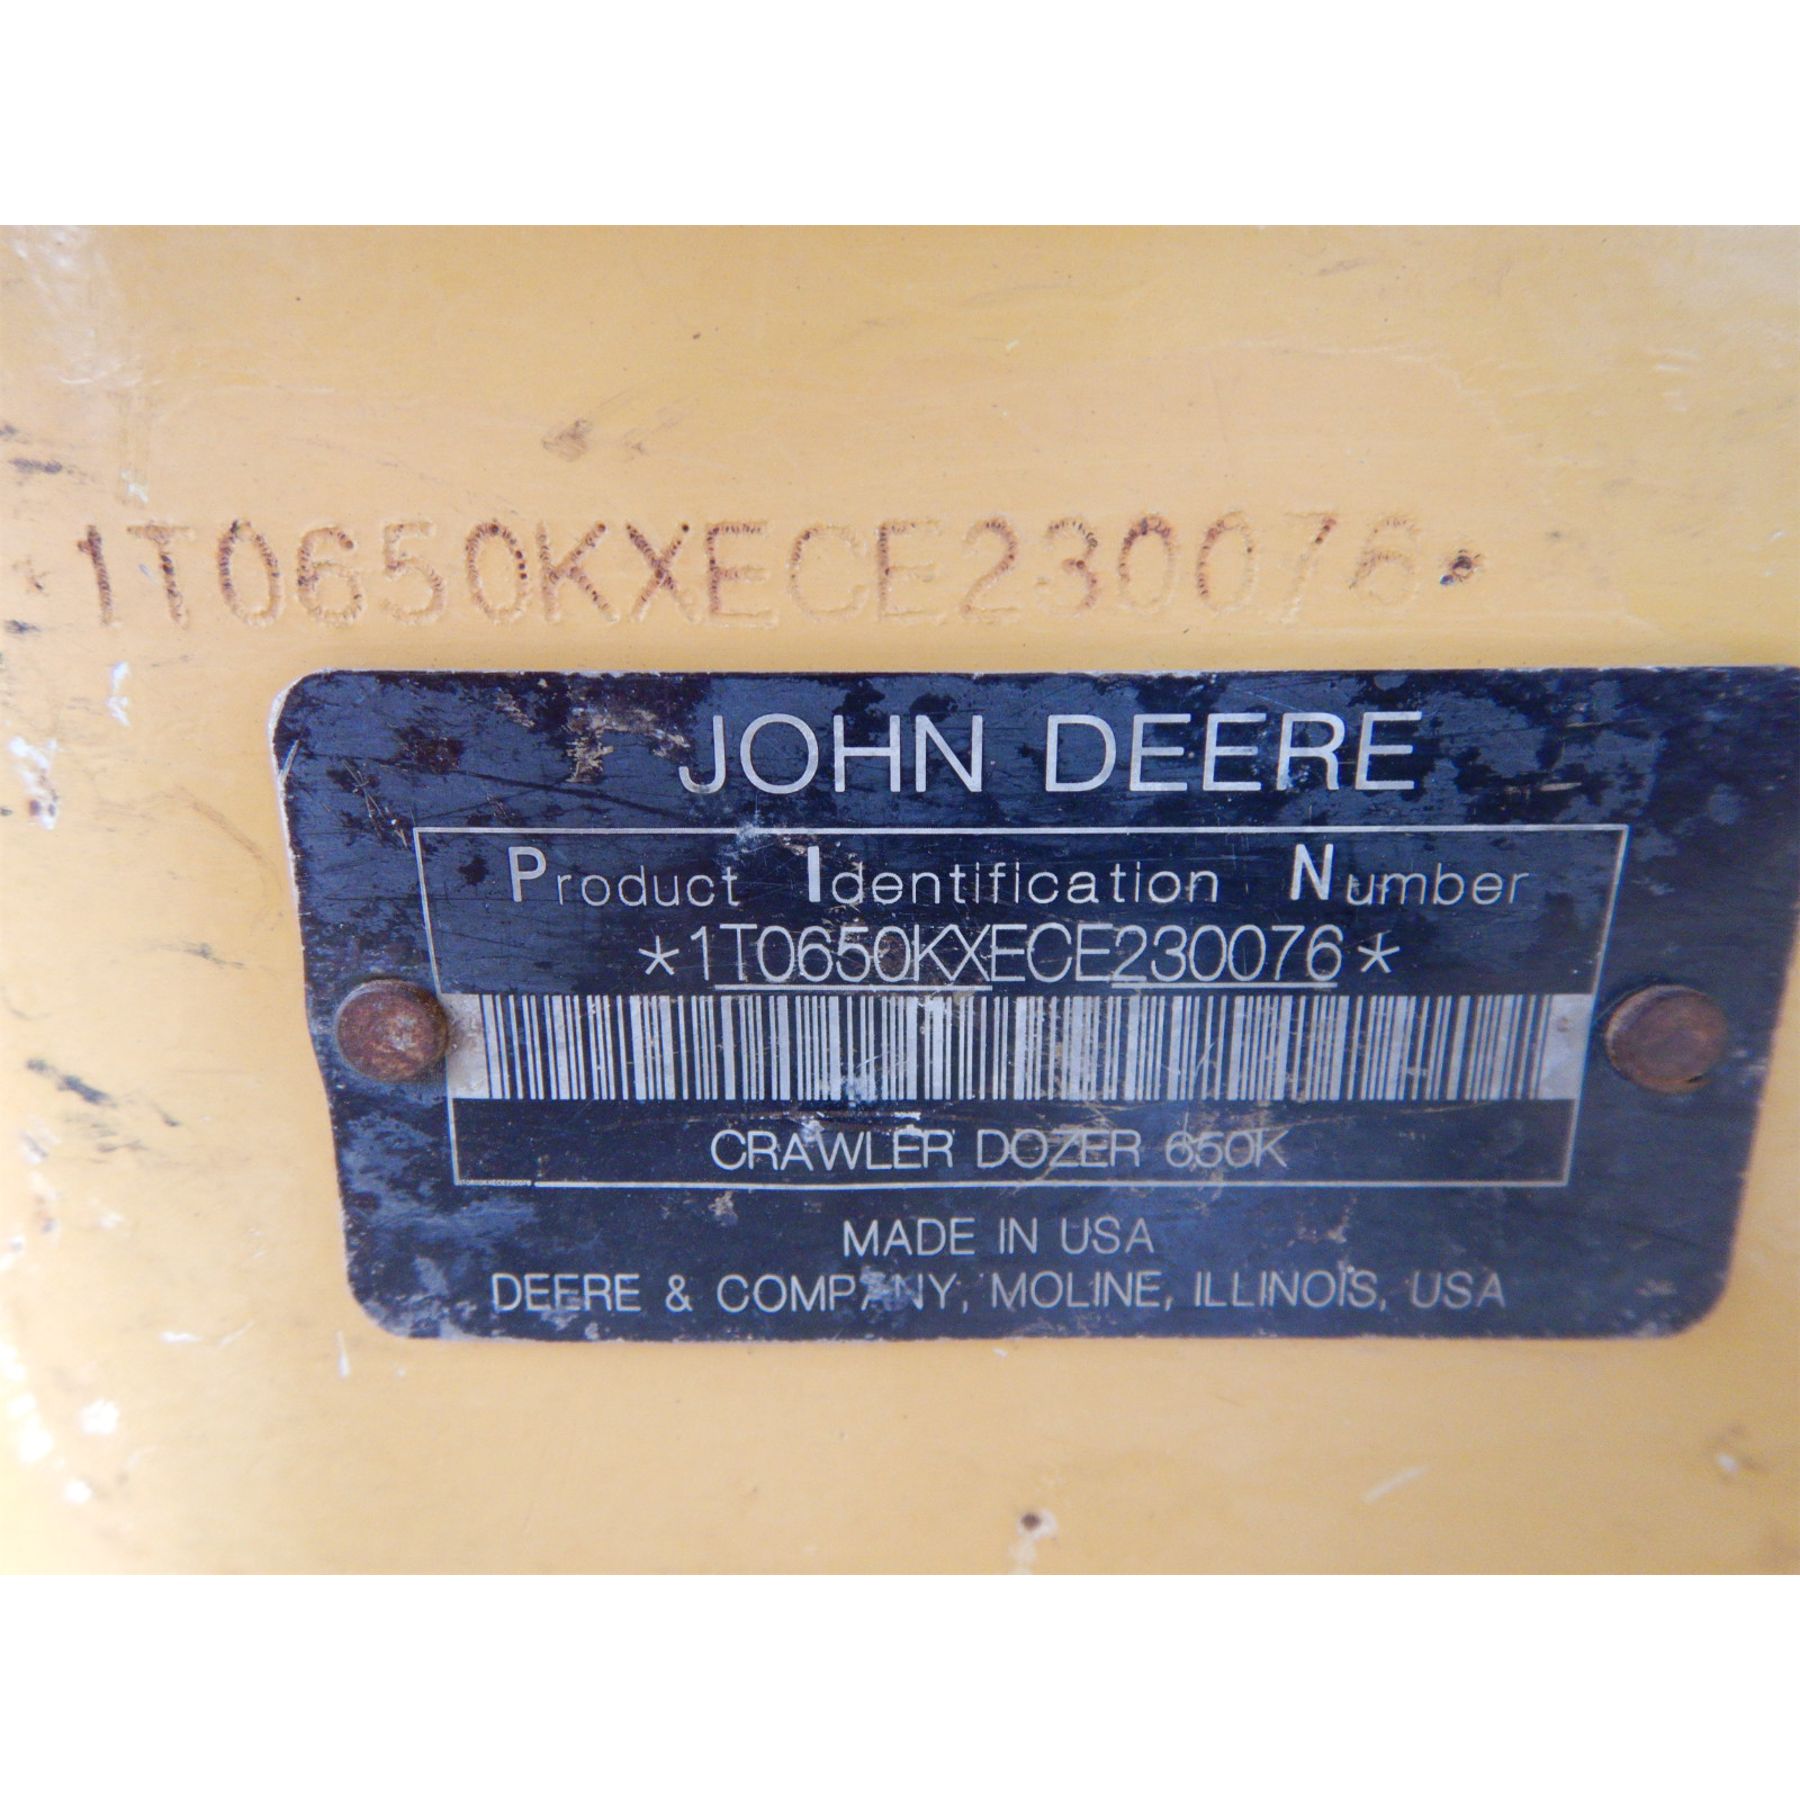 *1T0650KXECE230076*
JOHN DEERE
Product Identification Number
*1T0650KXECE230076*
CRAWLER DOZER 650K
MADE IN USA
DEERE & COMPANY, MOLINE, ILLINOIS, USA